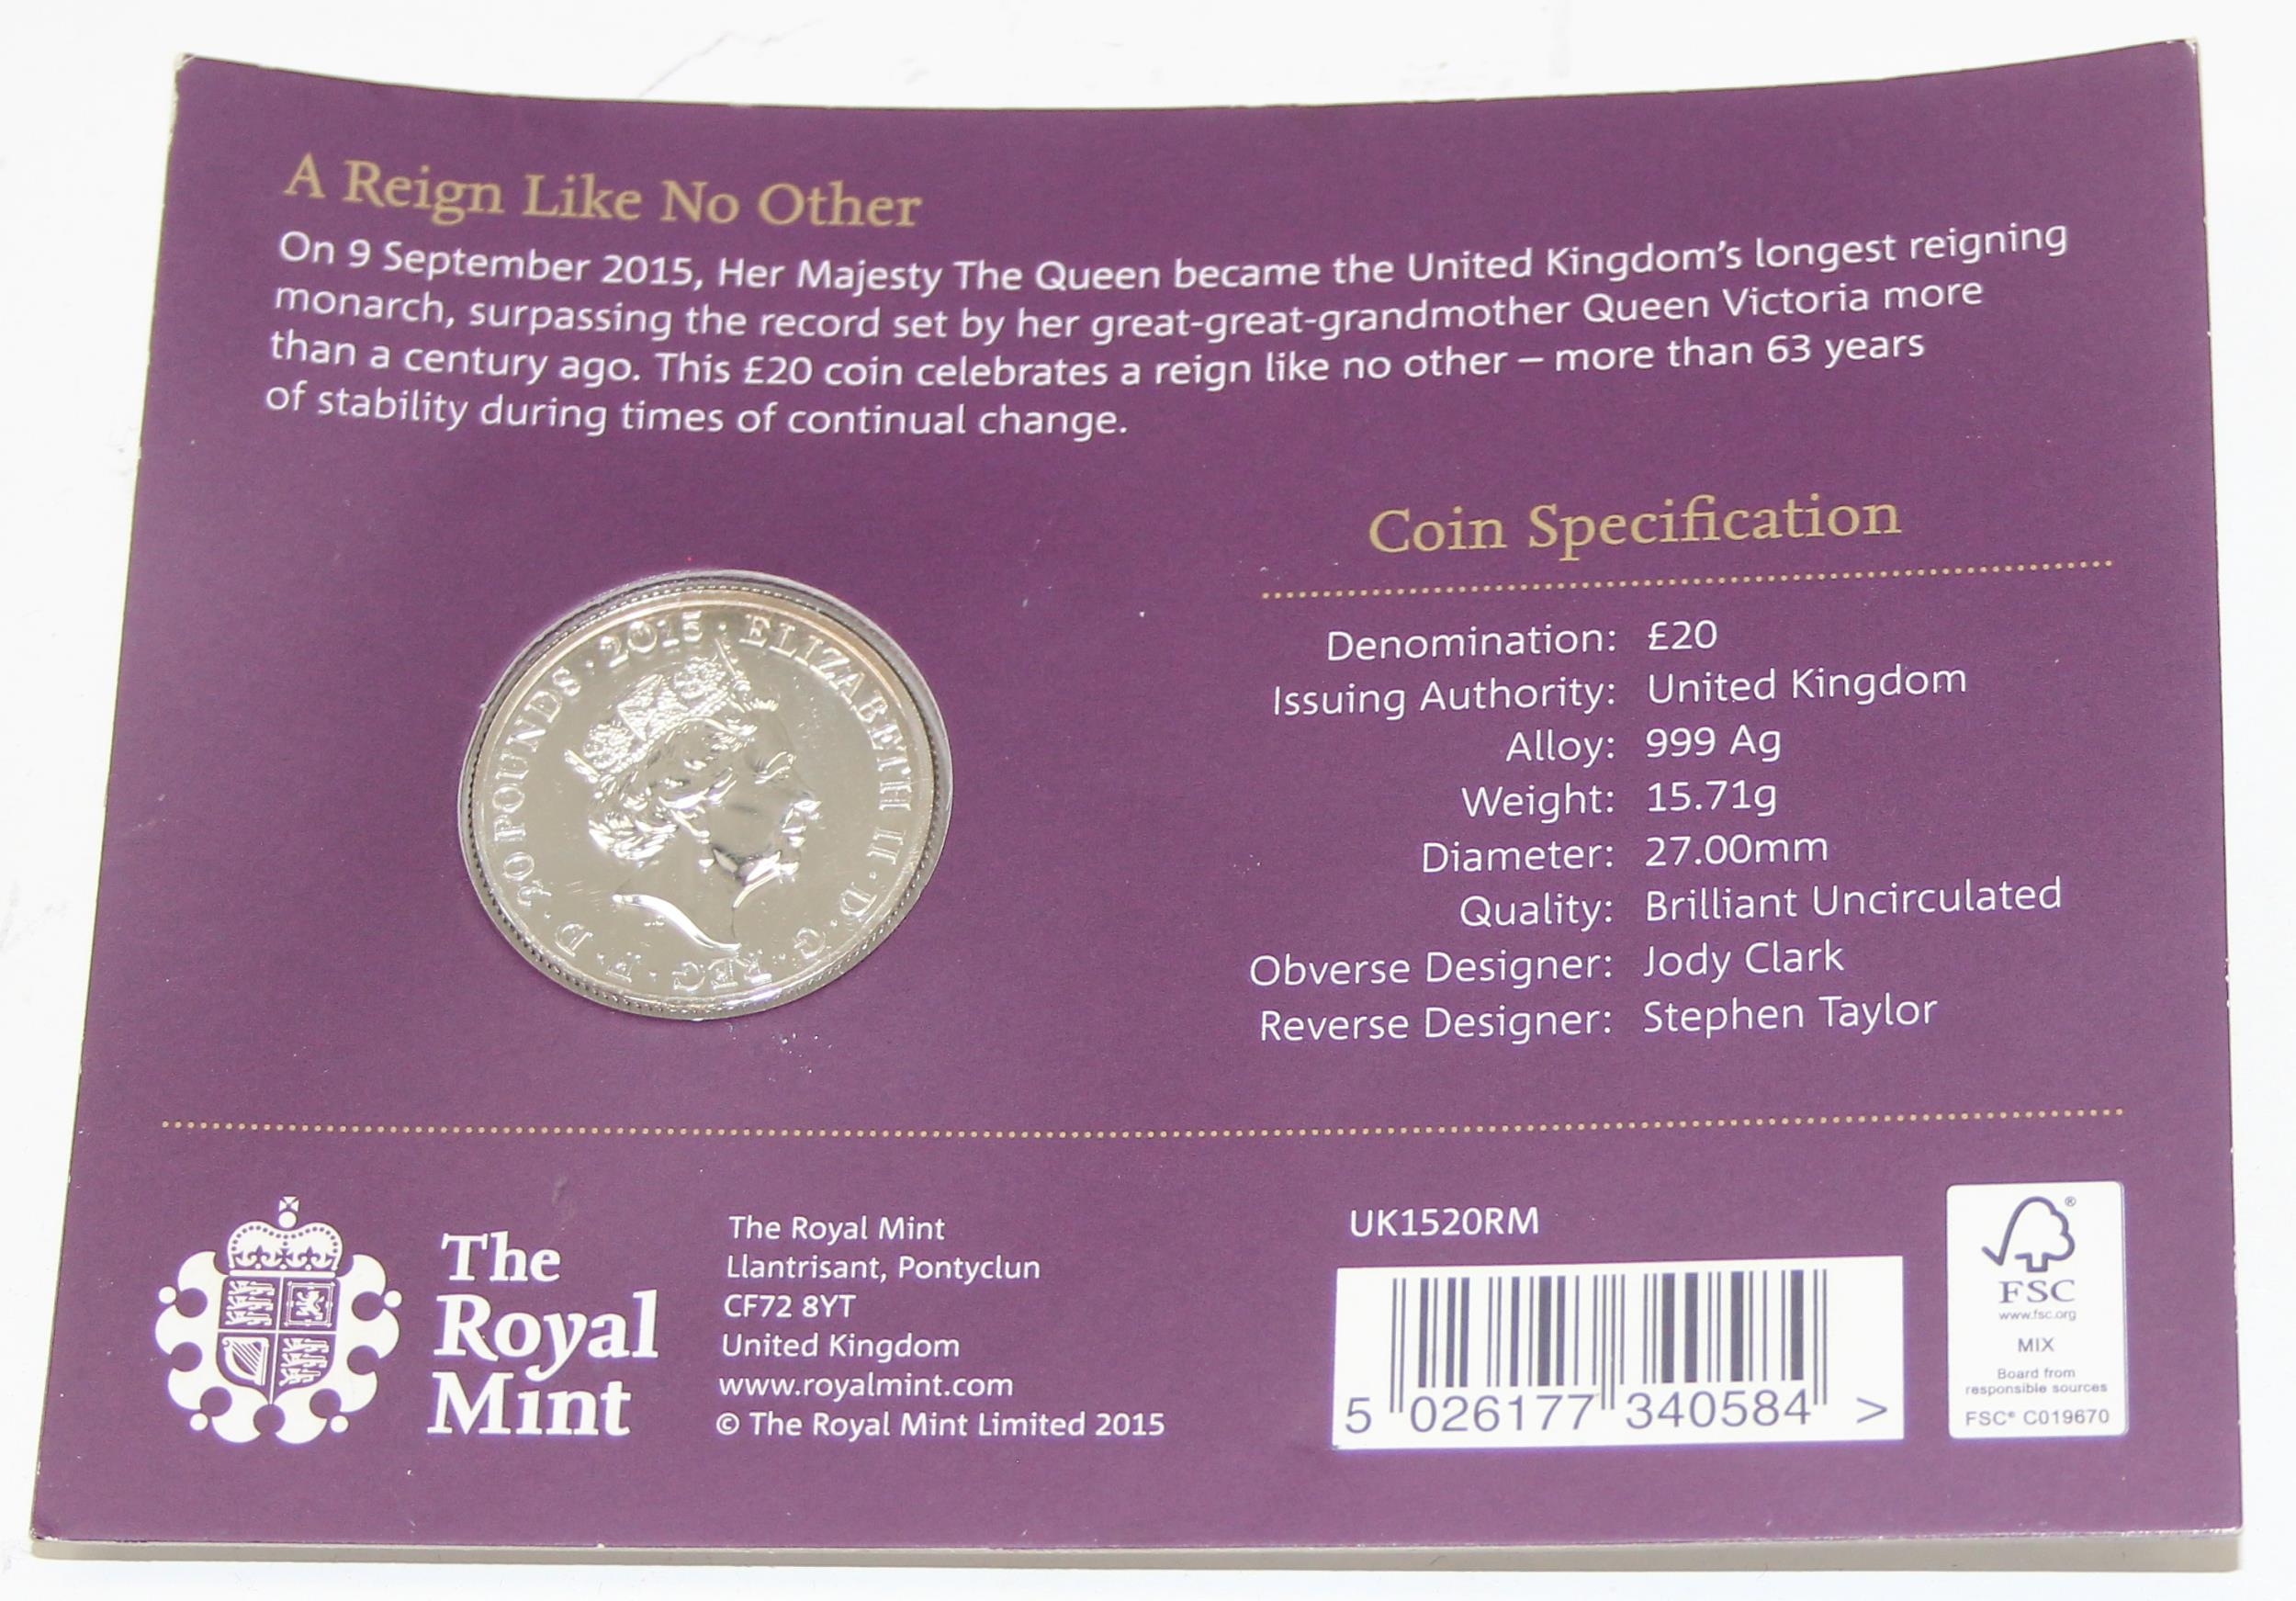 A Reign Like No Other
On 9 September 2015, Her Majesty The Queen became the United Kingdom's longest reigning
monarch, surpassing the record set by her great-great-grandmother Queen Victoria more
than a century ago. This £20 coin celebrates a reign like no other – more than 63 years
of stability during times of continual change.
ELIZABETH II · D · G · REG · F · D · 20 POUNDS · 2015 ·
Coin Specification
Denomination: £20
Issuing Authority: United Kingdom
Alloy: 999 Ag
Weight: 15.71g
Diameter: 27.00mm
Quality: Brilliant Uncirculated
Obverse Designer: Jody Clark
Reverse Designer: Stephen Taylor
The
Royal
Mint
The Royal Mint
Llantrisant, Pontyclun
CF72 8YT
United Kingdom
www.royalmint.com
© The Royal Mint Limited 2015
UK1520RM
5 026177 340584 >
®
FSC
www.fsc.org
MIX
Board from
responsible sources
FSC® C019670